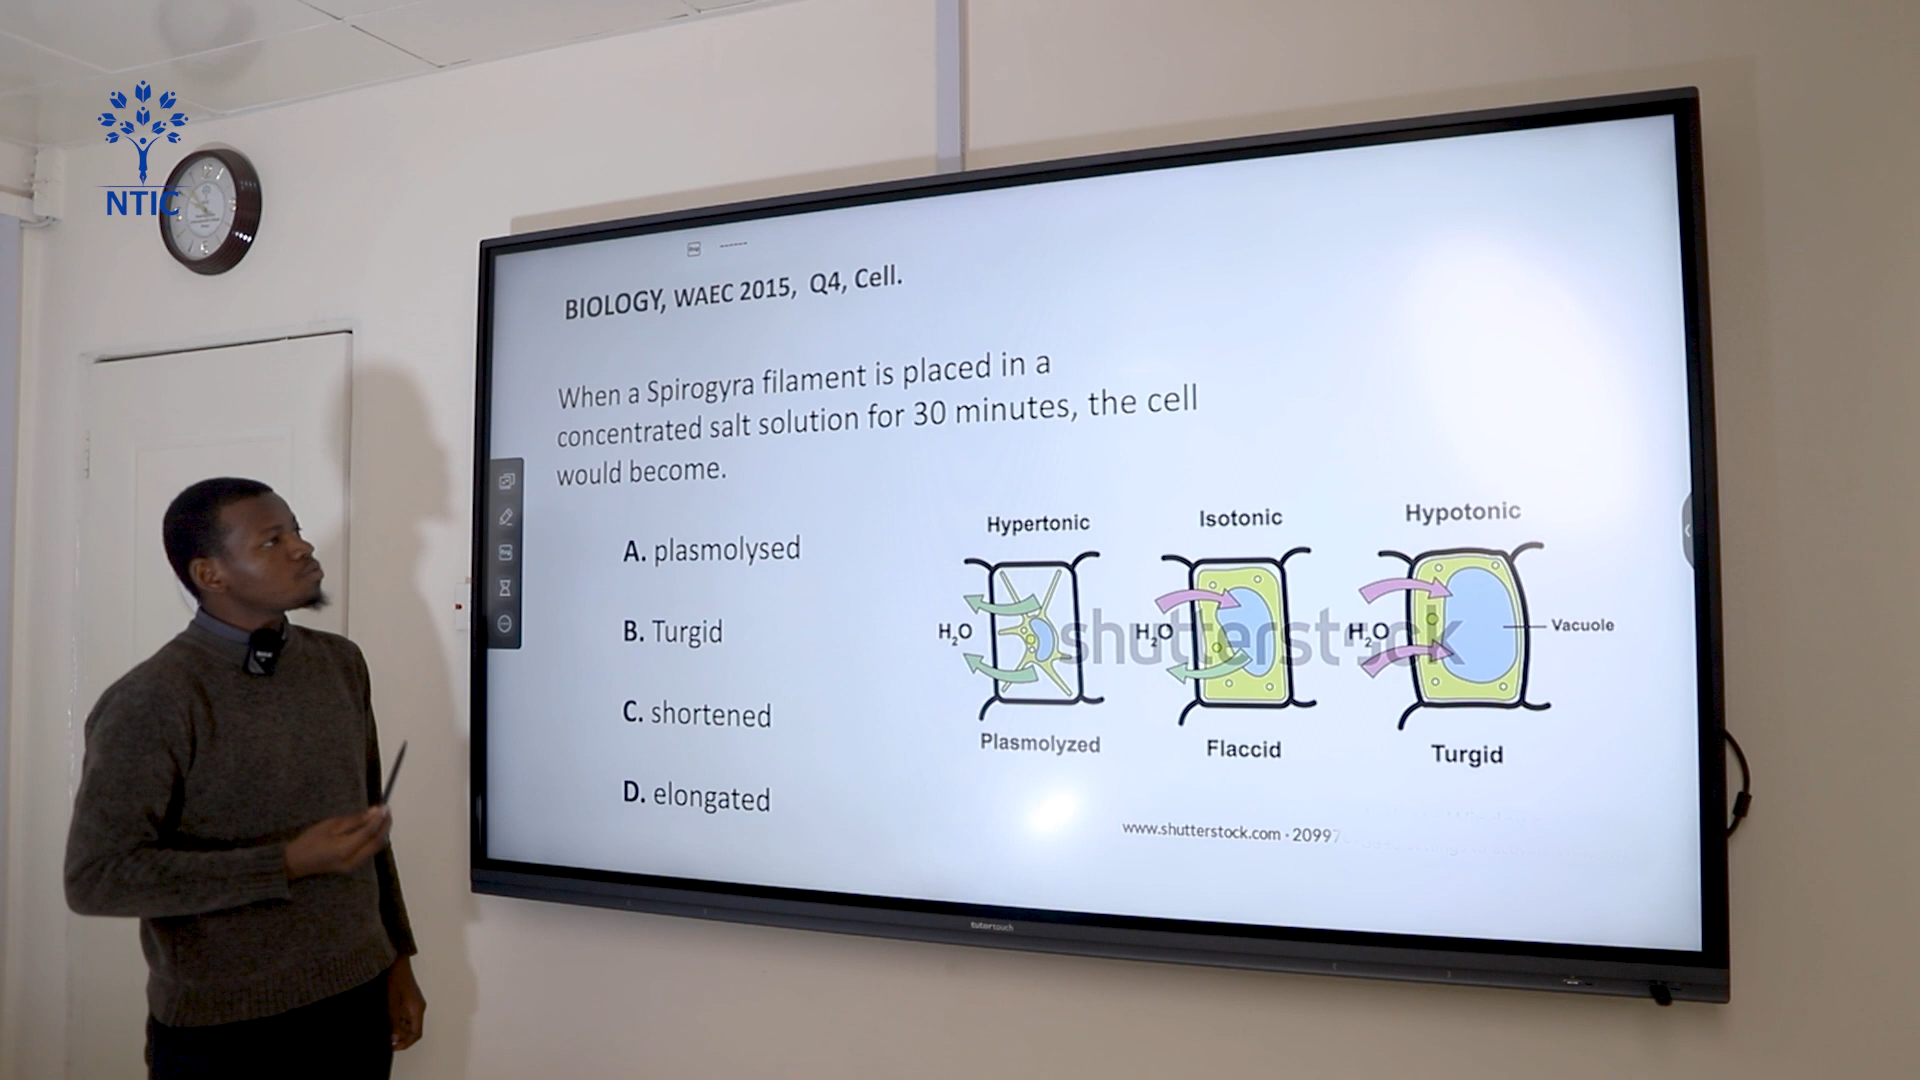 NTIC
BIOLOGY, WAEC 2015, Q4, Cell.
When a Spirogyra filament is placed in a
concentrated salt solution for 30 minutes, the cell
would become.
A. plasmolysed
B. Turgid
C. shortened
D. elongated
Hypertonic
Isotonic
Hypotonic
H₂O
H₂O
H₂O
Vacuole
shutterstock
Plasmolyzed
Flaccid
Turgid
www.shutterstock.com · 20997
tutortouch